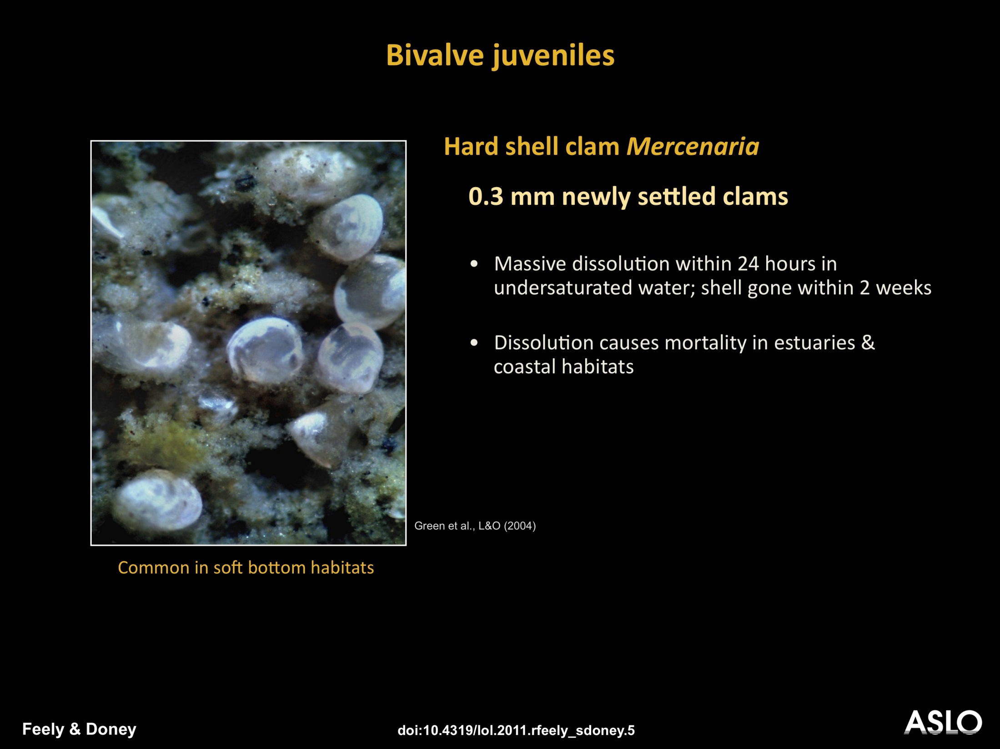 Bivalve juveniles
Hard shell clam Mercenaria
0.3 mm newly settled clams
• Massive dissolution within 24 hours in
undersaturated water; shell gone within 2 weeks
• Dissolution causes mortality in estuaries &
coastal habitats
Green et al., L&O (2004)
Common in soft bottom habitats
Feely & Doney
doi:10.4319/lol.2011.rfeely_sdoney.5
ASLO